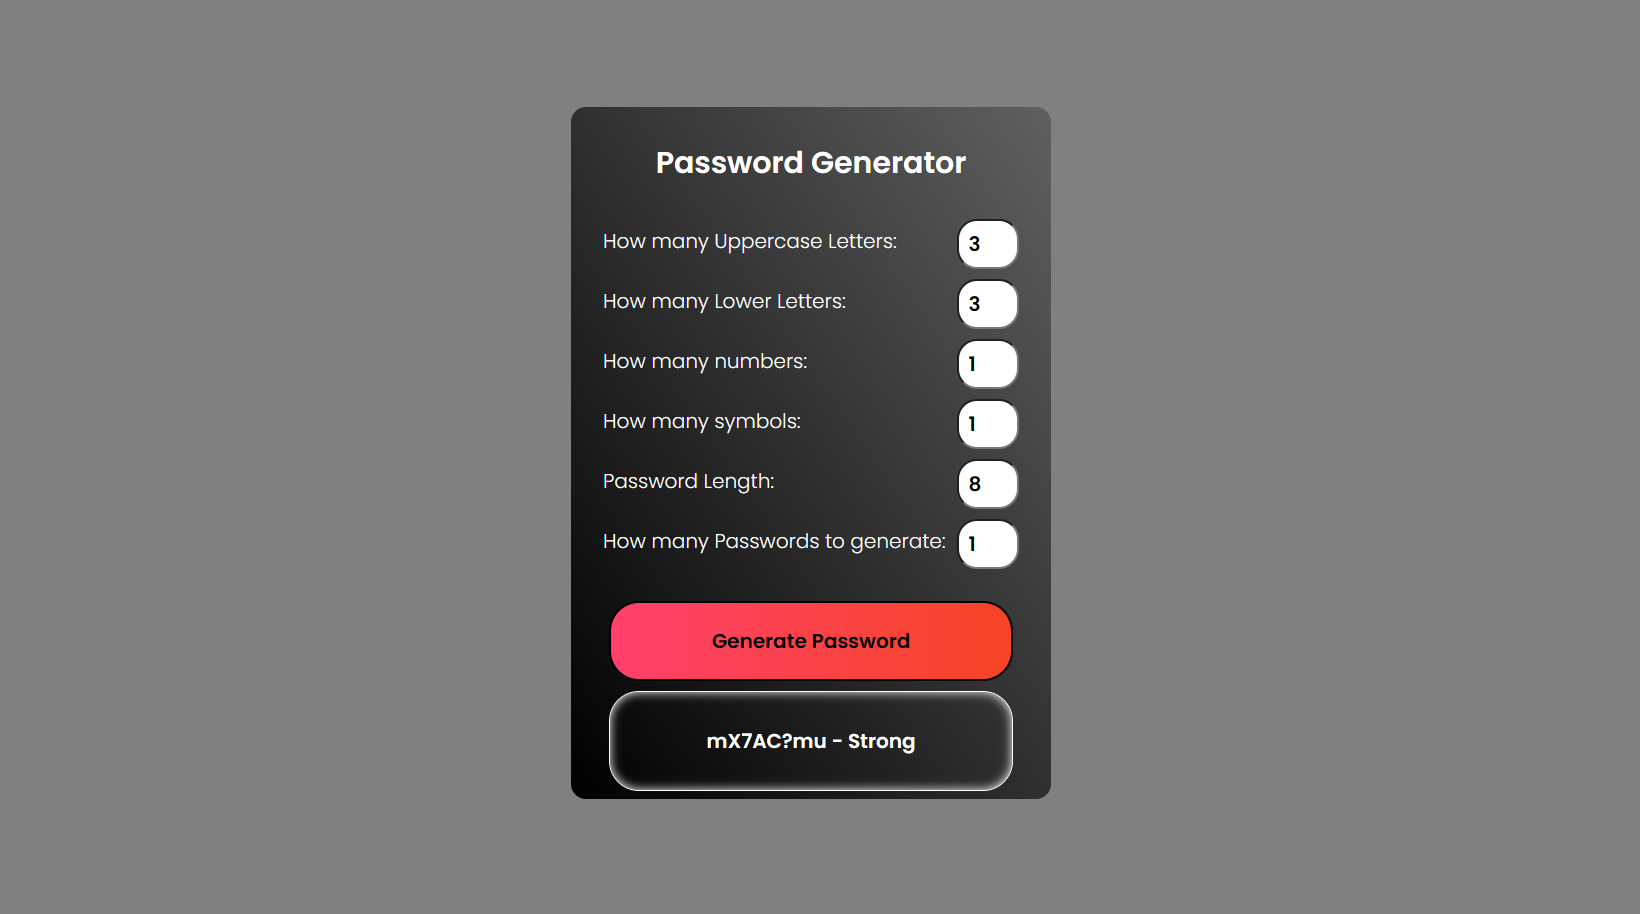 Password Generator
How many Uppercase Letters: 3
How many Lower Letters: 3
How many numbers: 1
How many symbols: 1
Password Length: 8
How many Passwords to generate: 1
Generate Password
mX7AC?mu - Strong